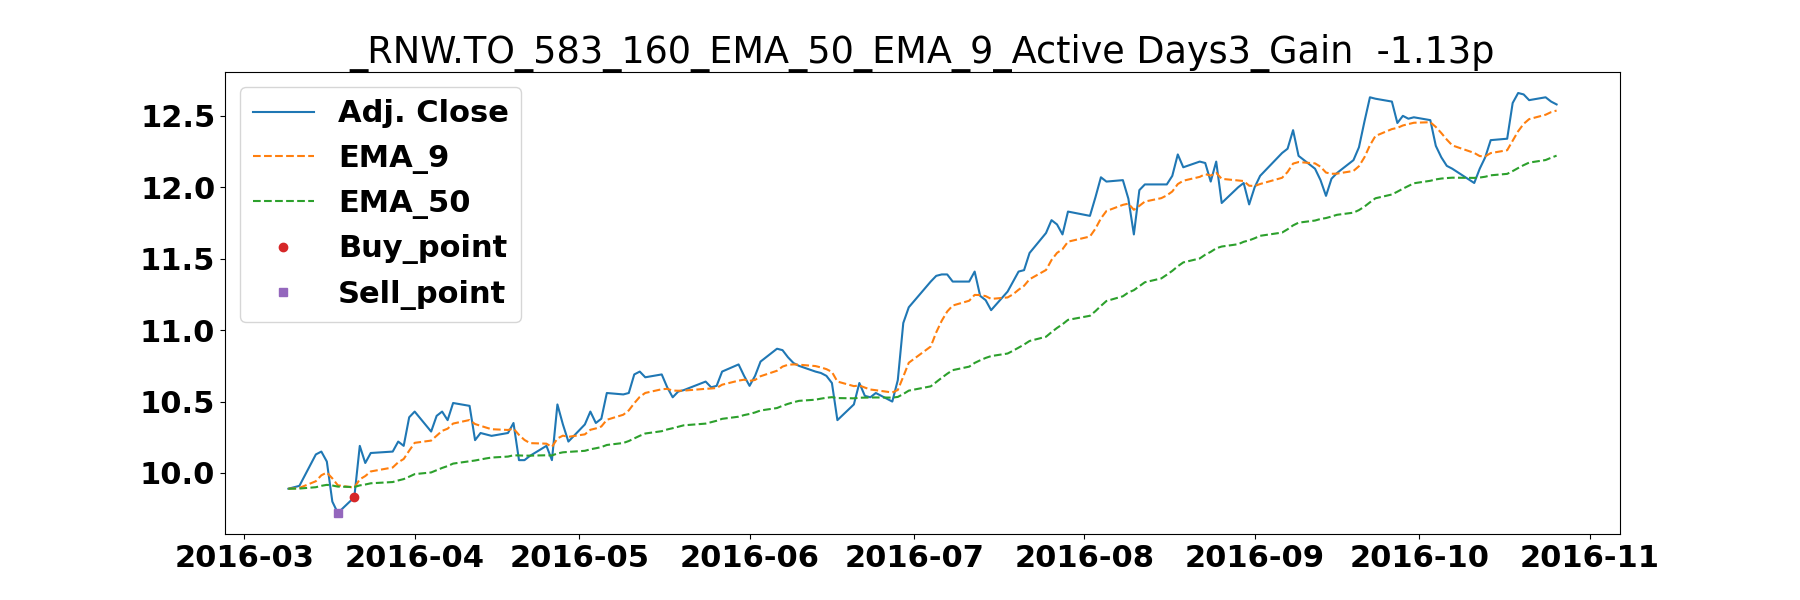 _RNW.TO_583_160_EMA_50_EMA_9_Active Days3_Gain  -1.13p
Adj. Close
EMA_9
EMA_50
Buy_point
Sell_point
12.5
12.0
11.5
11.0
10.5
10.0
2016-03 2016-04 2016-05 2016-06 2016-07 2016-08 2016-09 2016-10 2016-11